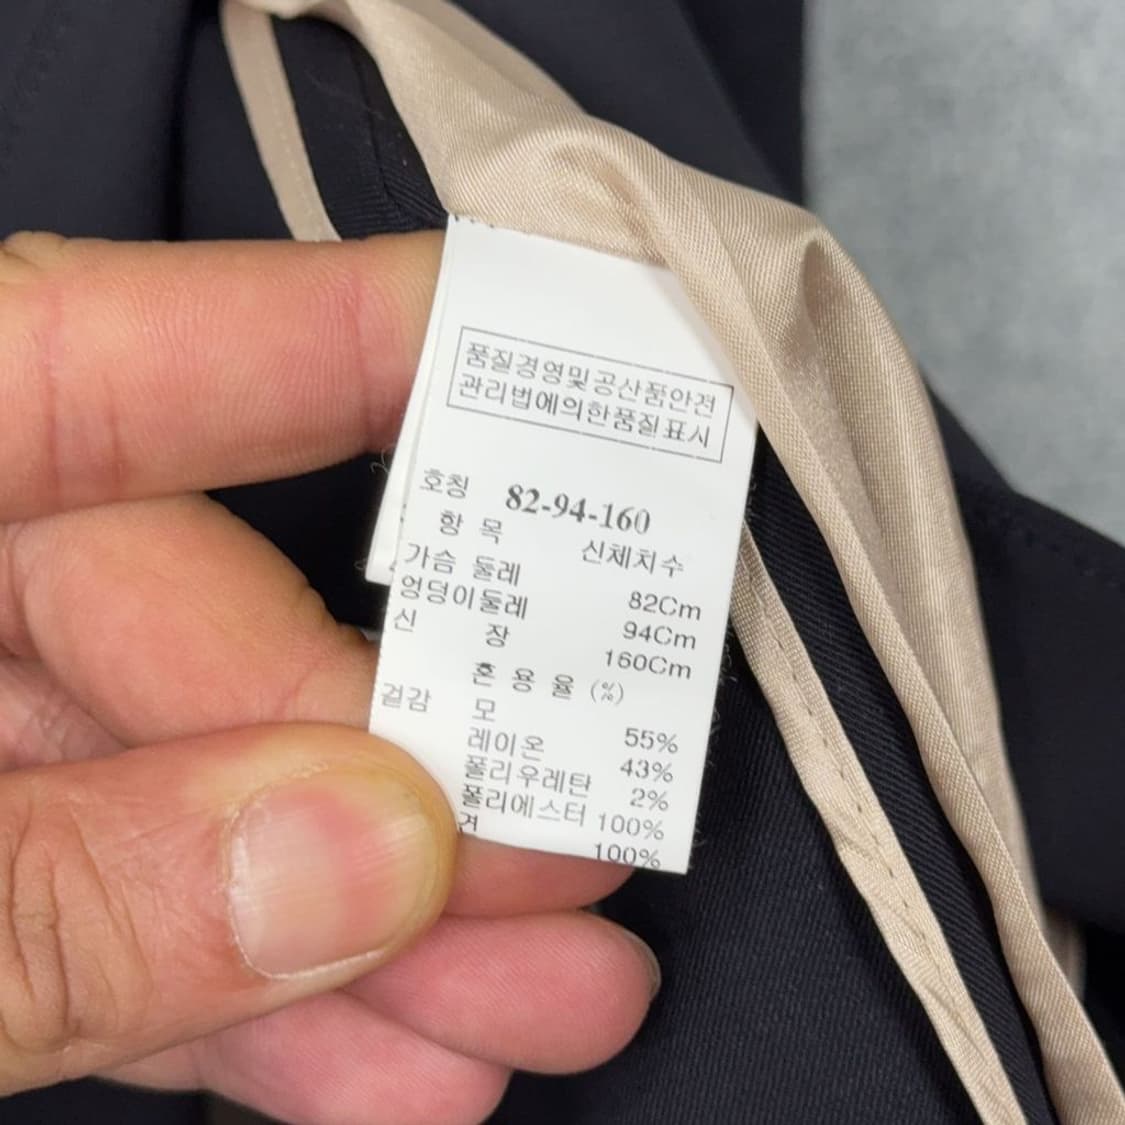 품질경영및공산품안전
관리법에의한품질표시
호칭 82-94-160
항 목 신체치수
가슴 둘레 82Cm
엉덩이둘레 94Cm
신 장 160Cm
혼 용 율 (%)
겉감 모 55%
레이온 43%
폴리우레탄 2%
폴리에스터 100%
견 100%